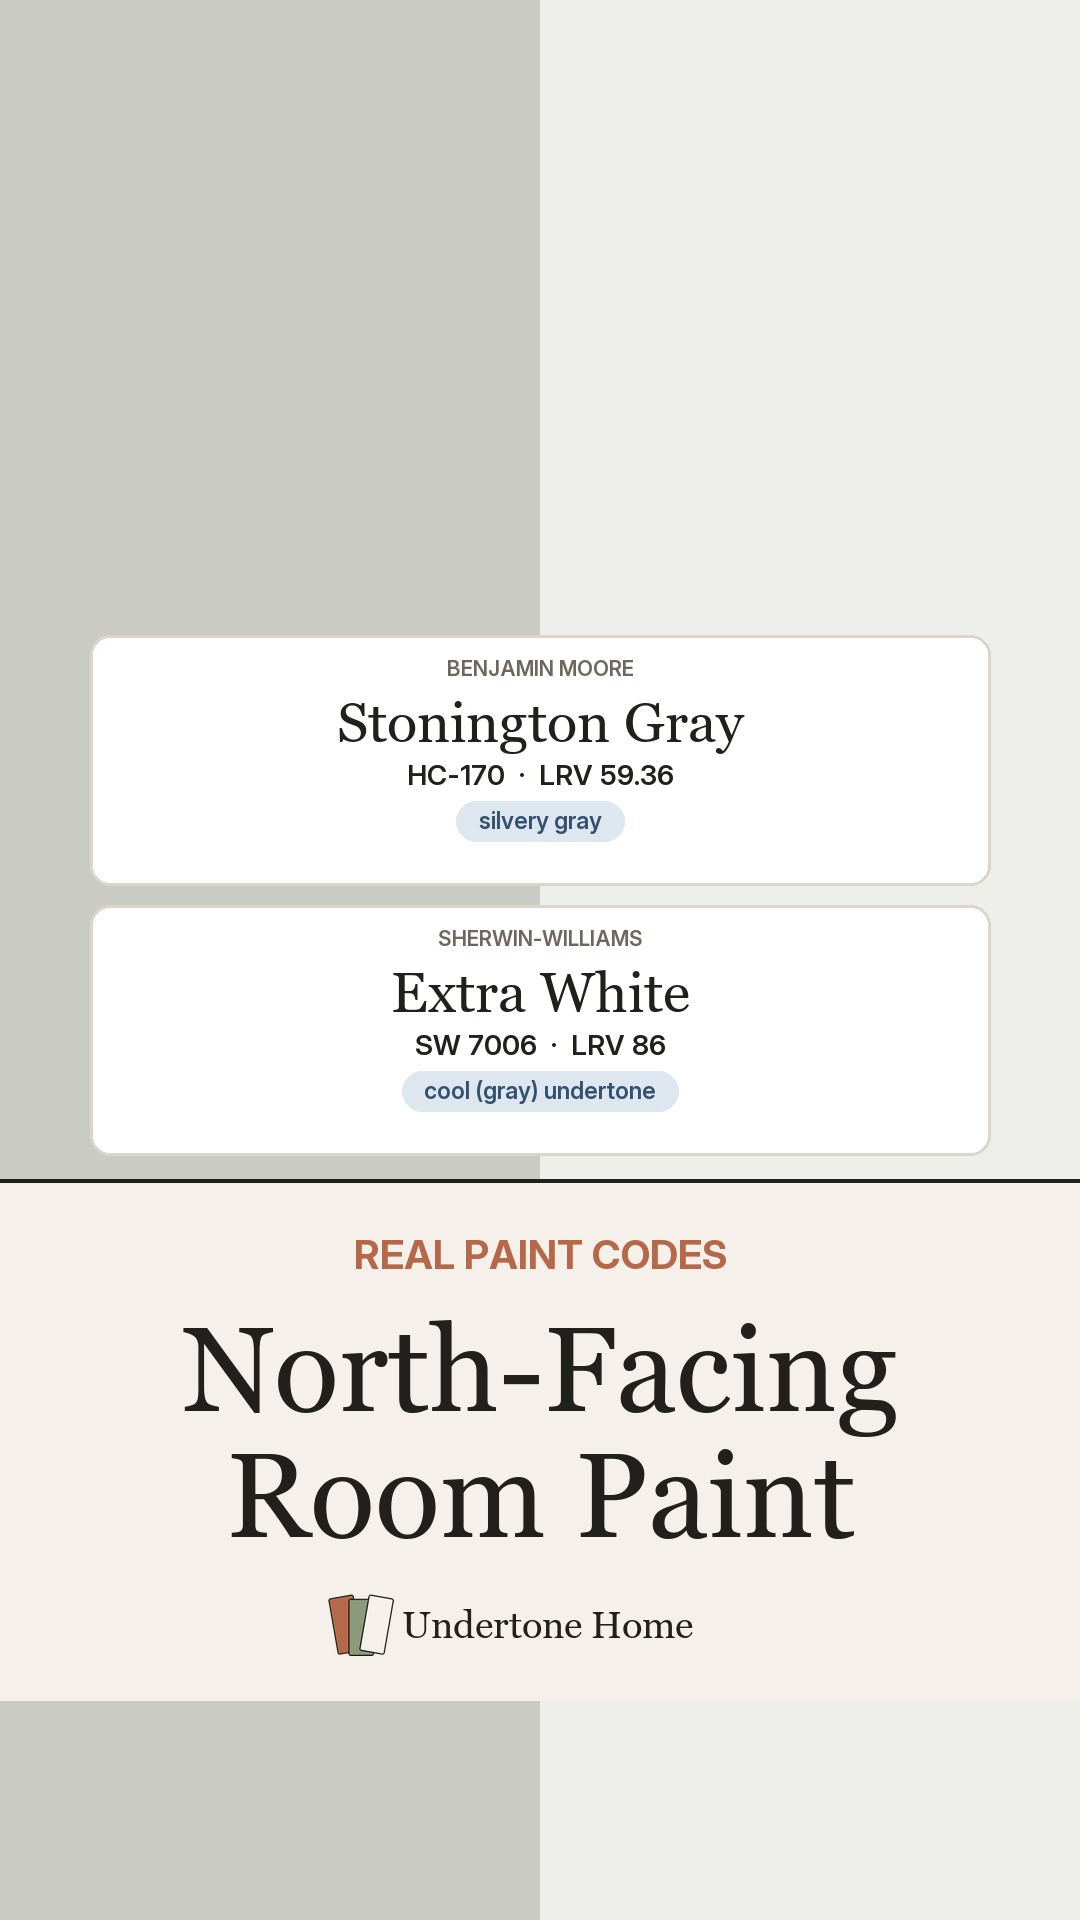 BENJAMIN MOORE
Stonington Gray
HC-170 · LRV 59.36
silvery gray
SHERWIN-WILLIAMS
Extra White
SW 7006 · LRV 86
cool (gray) undertone
REAL PAINT CODES
North-Facing
Room Paint
Undertone Home